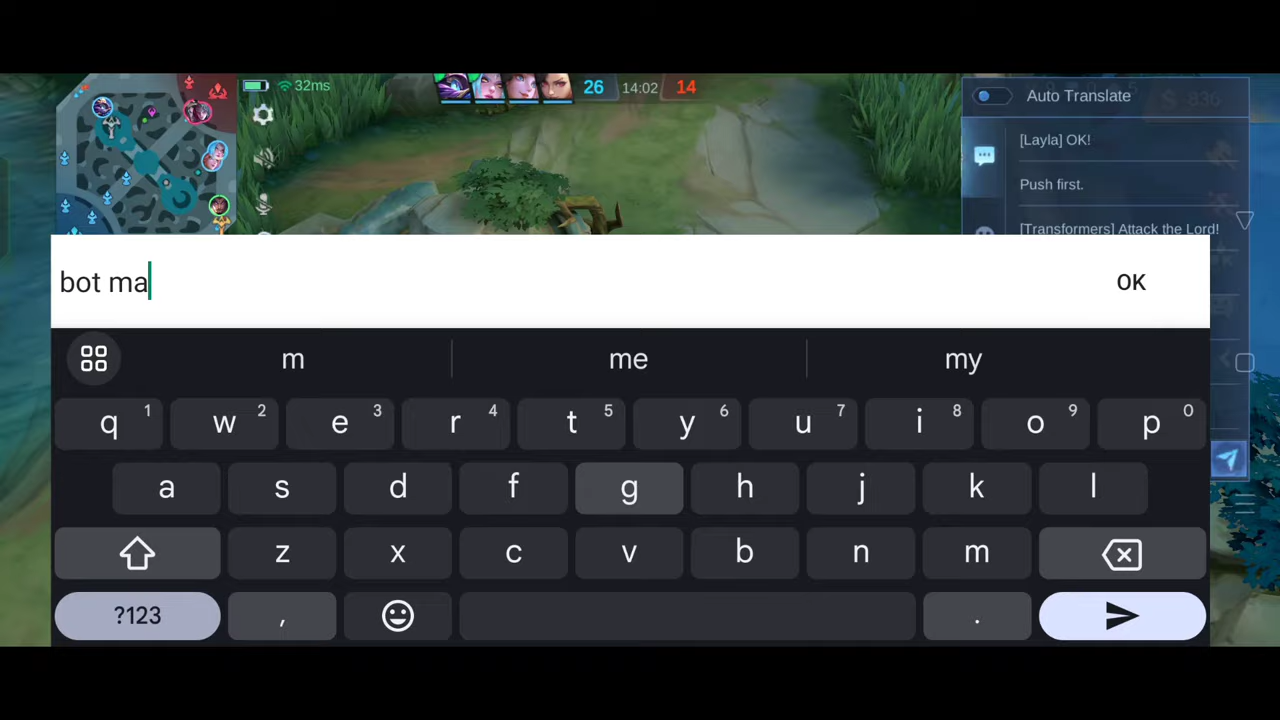 32ms
26 14:02 14
Auto Translate
[Layla] OK!
Push first.
[Transformers] Attack the Lord!
bot ma
OK
m me my
q 1 w 2 e 3 r 4 t 5 y 6 u 7 i 8 o 9 p 0
a s d f g h j k l
z x c v b n m
?123 , .